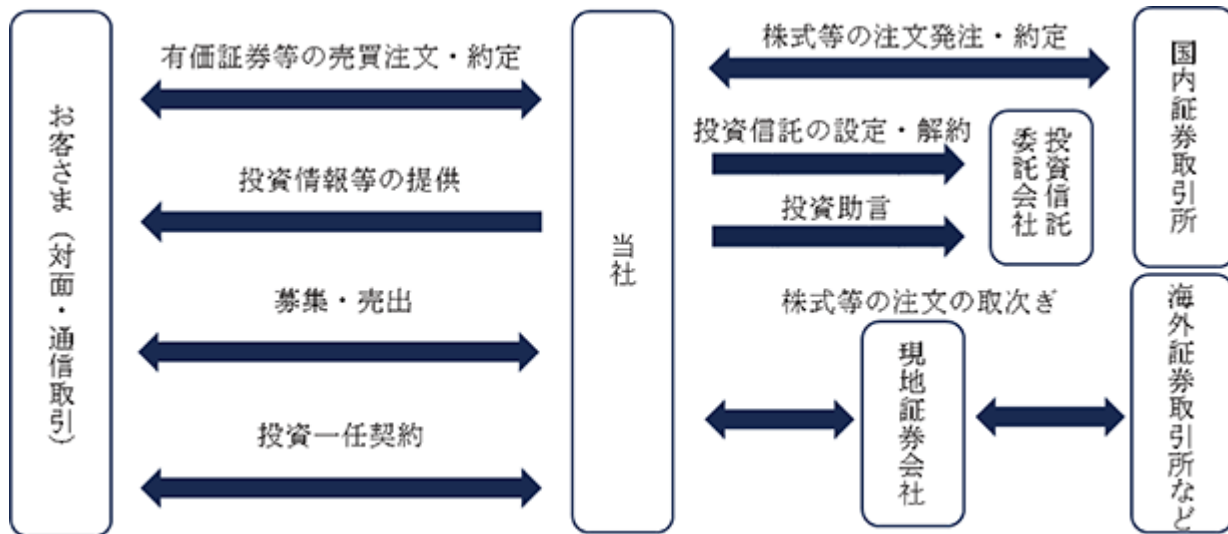 お客さま（対面・通信取引）
有価証券等の売買注文・約定
投資情報等の提供
募集・売出
投資一任契約
当社
株式等の注文発注・約定
投資信託の設定・解約
投資助言
投資信託
委託会社
国内証券取引所
株式等の注文の取次ぎ
現地証券会社
海外証券取引所など